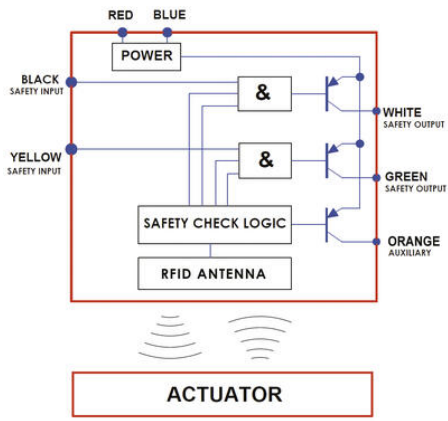 RED BLUE
POWER
BLACK
SAFETY INPUT
&
WHITE
SAFETY OUTPUT
YELLOW
SAFETY INPUT
&
GREEN
SAFETY OUTPUT
SAFETY CHECK LOGIC
ORANGE
AUXILIARY
RFID ANTENNA
ACTUATOR